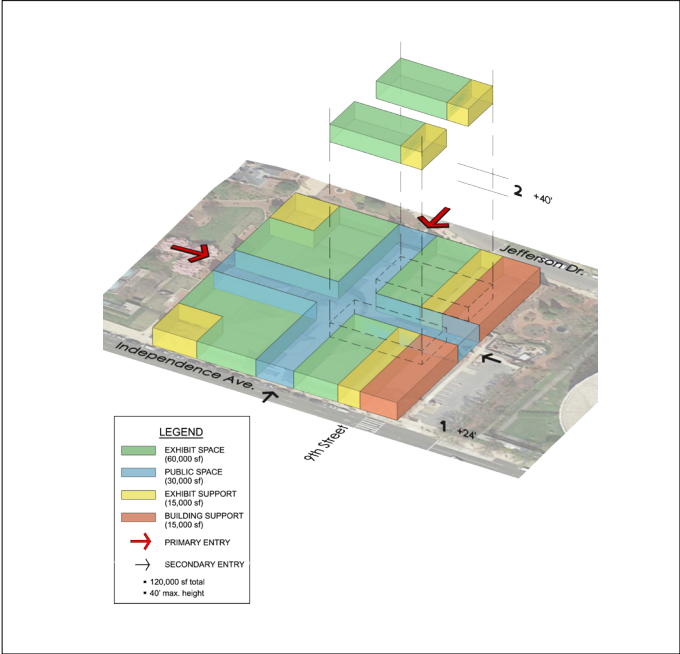 2 +40'
Jefferson Dr.
Independence Ave.
9th Street
1 +24'
LEGEND
EXHIBIT SPACE
(60,000 sf)
PUBLIC SPACE
(30,000 sf)
EXHIBIT SUPPORT
(15,000 sf)
BUILDING SUPPORT
(15,000 sf)
PRIMARY ENTRY
SECONDARY ENTRY
▪ 120,000 sf total
▪ 40' max. height